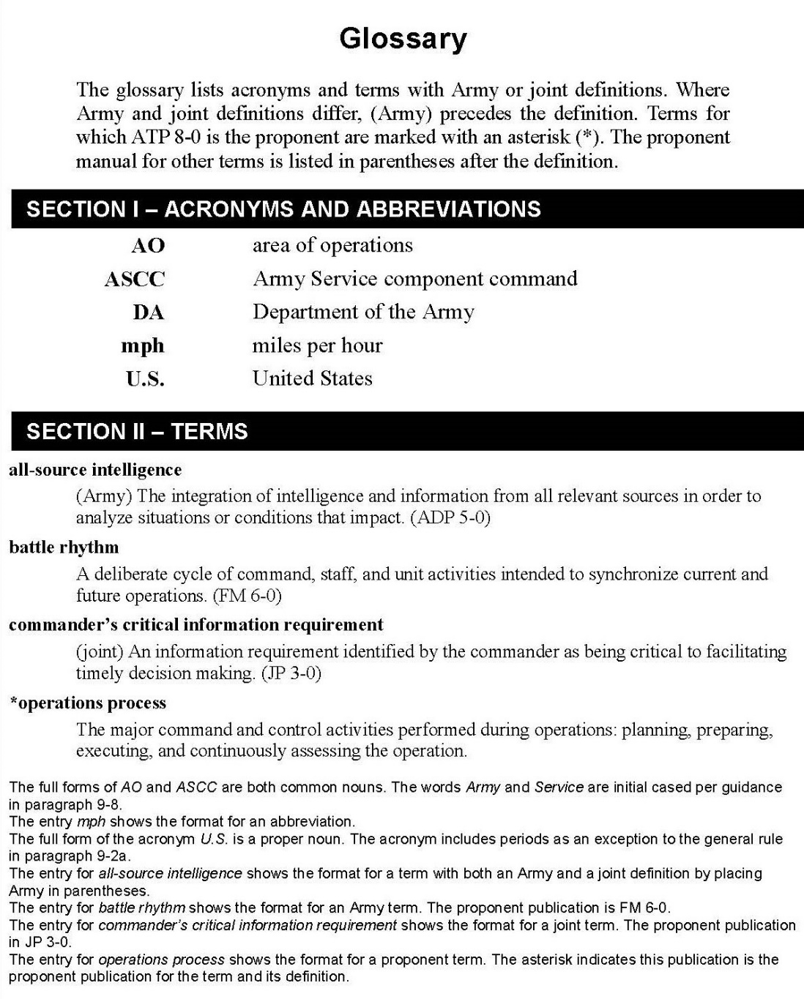 Glossary
The glossary lists acronyms and terms with Army or joint definitions. Where
Army and joint definitions differ, (Army) precedes the definition. Terms for
which ATP 8-0 is the proponent are marked with an asterisk (*). The proponent
manual for other terms is listed in parentheses after the definition.
SECTION I – ACRONYMS AND ABBREVIATIONS
AO area of operations
ASCC Army Service component command
DA Department of the Army
mph miles per hour
U.S. United States
SECTION II – TERMS
all-source intelligence
(Army) The integration of intelligence and information from all relevant sources in order to
analyze situations or conditions that impact. (ADP 5-0)
battle rhythm
A deliberate cycle of command, staff, and unit activities intended to synchronize current and
future operations. (FM 6-0)
commander’s critical information requirement
(joint) An information requirement identified by the commander as being critical to facilitating
timely decision making. (JP 3-0)
*operations process
The major command and control activities performed during operations: planning, preparing,
executing, and continuously assessing the operation.
The full forms of AO and ASCC are both common nouns. The words Army and Service are initial cased per guidance
in paragraph 9-8.
The entry mph shows the format for an abbreviation.
The full form of the acronym U.S. is a proper noun. The acronym includes periods as an exception to the general rule
in paragraph 9-2a.
The entry for all-source intelligence shows the format for a term with both an Army and a joint definition by placing
Army in parentheses.
The entry for battle rhythm shows the format for an Army term. The proponent publication is FM 6-0.
The entry for commander’s critical information requirement shows the format for a joint term. The proponent publication
in JP 3-0.
The entry for operations process shows the format for a proponent term. The asterisk indicates this publication is the
proponent publication for the term and its definition.